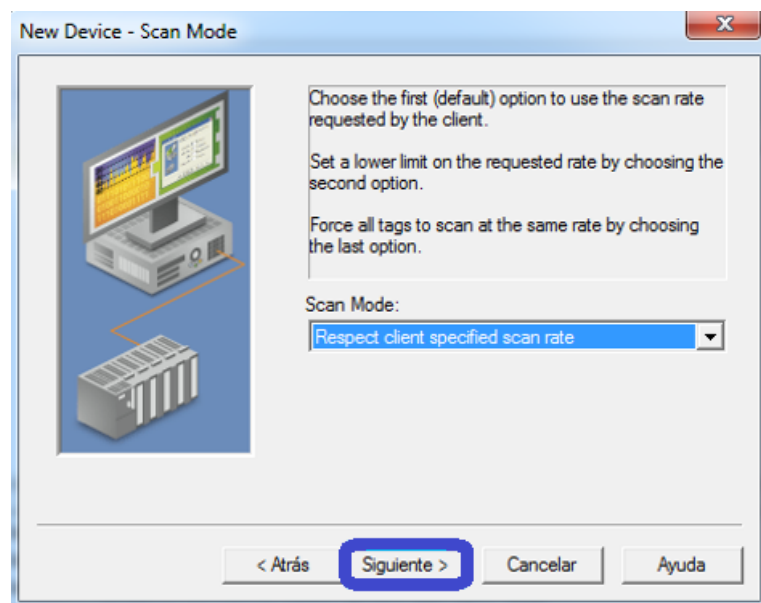 New Device - Scan Mode
Choose the first (default) option to use the scan rate
requested by the client.
Set a lower limit on the requested rate by choosing the
second option.
Force all tags to scan at the same rate by choosing
the last option.
Scan Mode:
Respect client specified scan rate
< Atrás Siguiente > Cancelar Ayuda